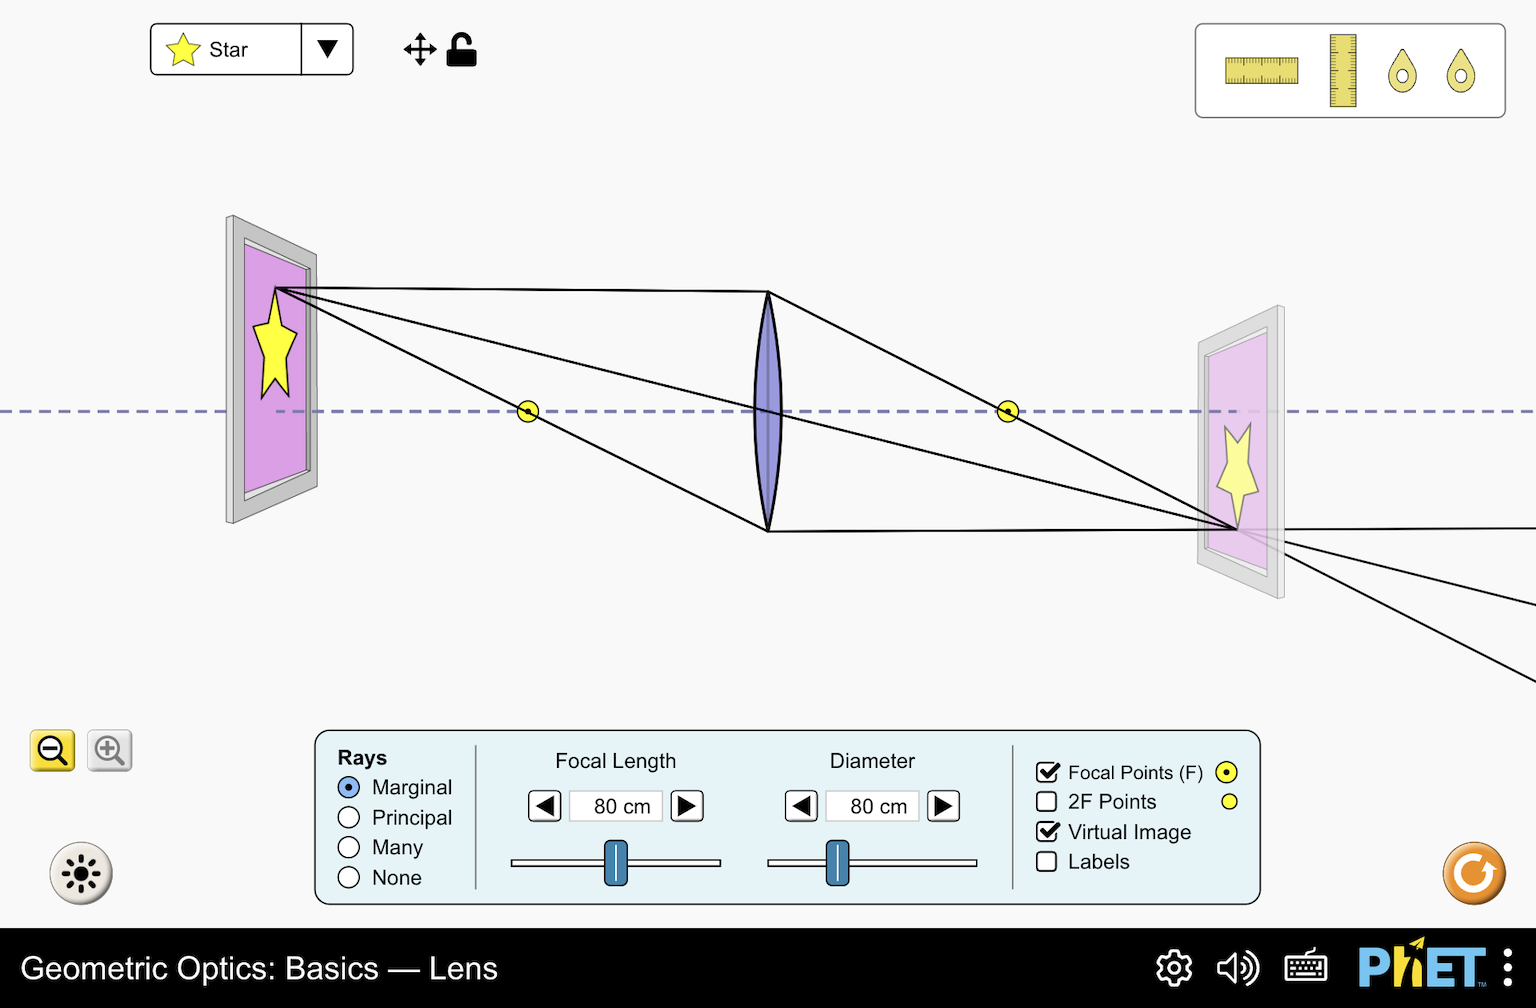 Star
Rays
Marginal
Principal
Many
None
Focal Length
80 cm
Diameter
80 cm
Focal Points (F)
2F Points
Virtual Image
Labels
Geometric Optics: Basics — Lens
PhET™